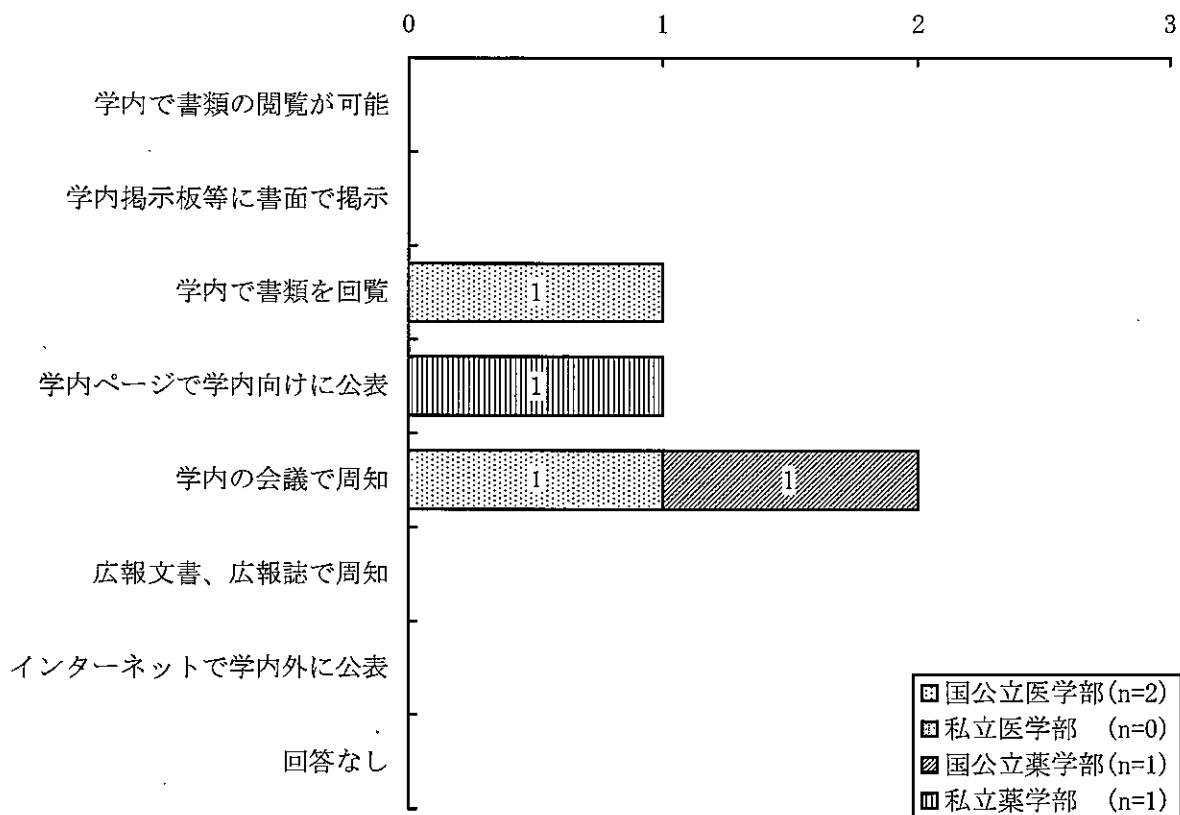 0 1 2 3
学内で書類の閲覧が可能
学内掲示板等に書面で掲示
学内で書類を回覧 1
学内ページで学内向けに公表 1
学内の会議で周知 1 1
広報文書、広報誌で周知
インターネットで学内外に公表
回答なし
国公立医学部(n=2)
私立医学部 (n=0)
国公立薬学部(n=1)
私立薬学部 (n=1)